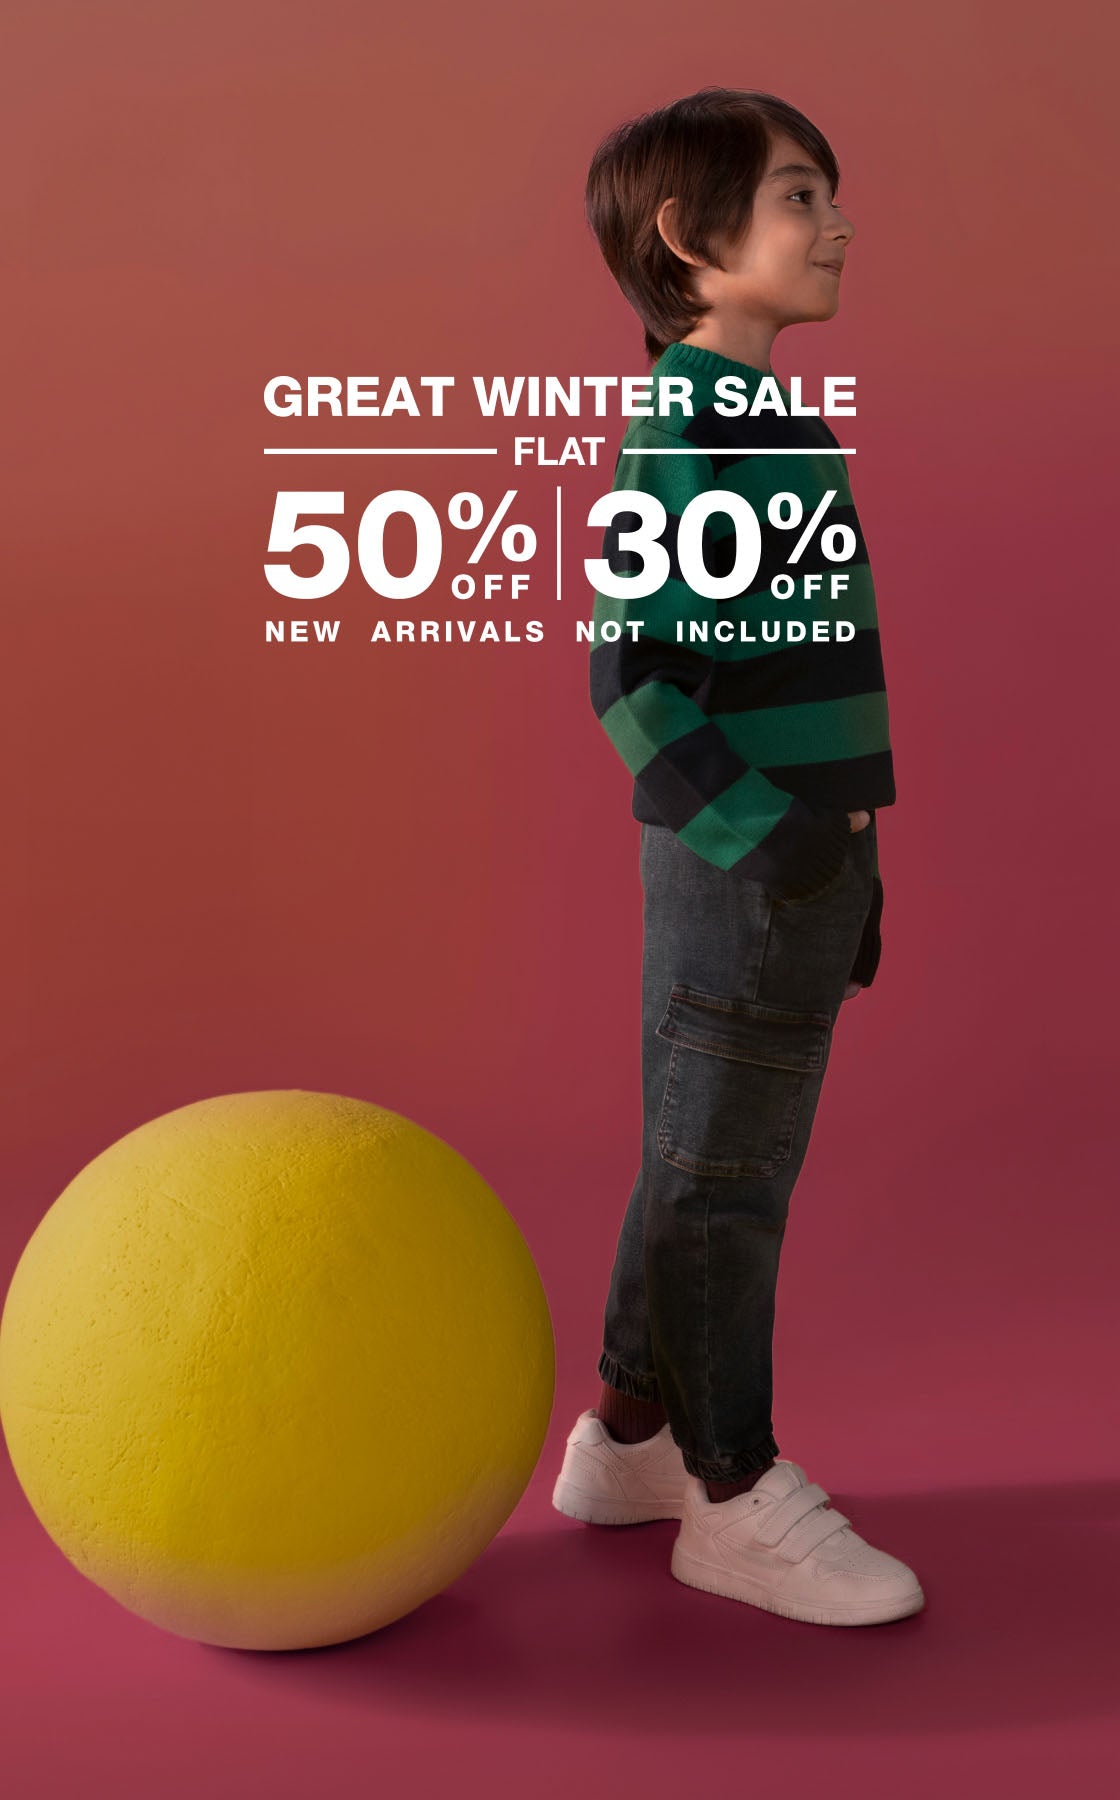 GREAT WINTER SALE
FLAT
50% OFF | 30% OFF
NEW ARRIVALS NOT INCLUDED